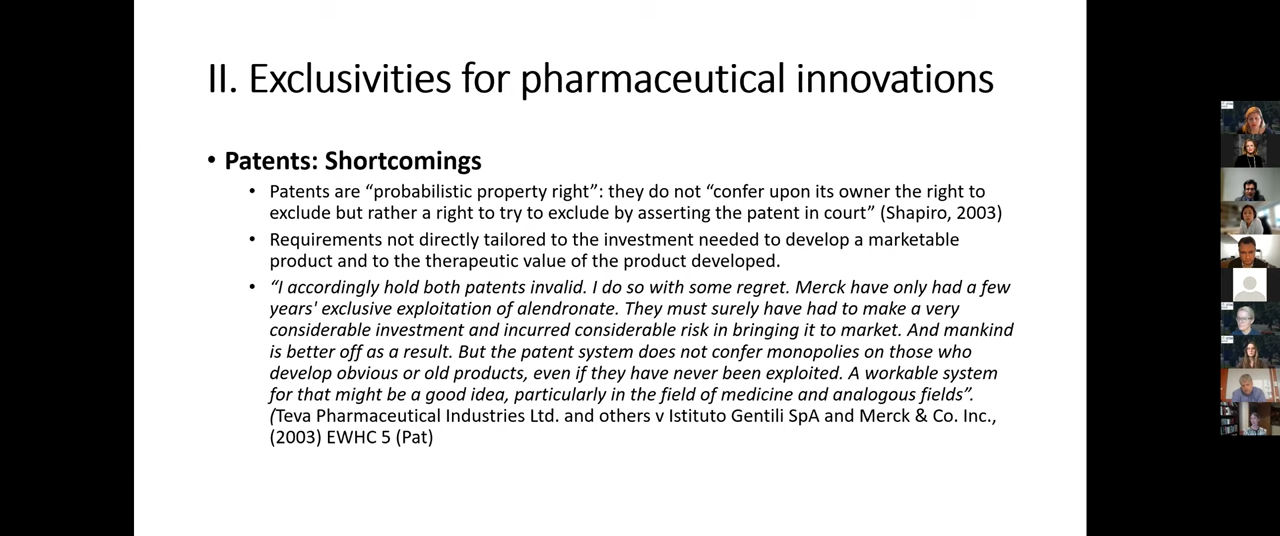 II. Exclusivities for pharmaceutical innovations
• Patents: Shortcomings
• Patents are “probabilistic property right”: they do not “confer upon its owner the right to
exclude but rather a right to try to exclude by asserting the patent in court” (Shapiro, 2003)
• Requirements not directly tailored to the investment needed to develop a marketable
product and to the therapeutic value of the product developed.
• “I accordingly hold both patents invalid. I do so with some regret. Merck have only had a few
years' exclusive exploitation of alendronate. They must surely have had to make a very
considerable investment and incurred considerable risk in bringing it to market. And mankind
is better off as a result. But the patent system does not confer monopolies on those who
develop obvious or old products, even if they have never been exploited. A workable system
for that might be a good idea, particularly in the field of medicine and analogous fields”.
(Teva Pharmaceutical Industries Ltd. and others v Istituto Gentili SpA and Merck & Co. Inc.,
(2003) EWHC 5 (Pat)